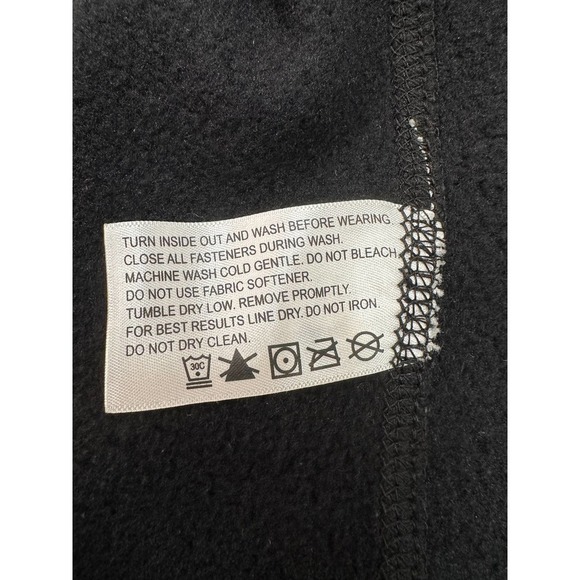 TURN INSIDE OUT AND WASH BEFORE WEARING
CLOSE ALL FASTENERS DURING WASH.
MACHINE WASH COLD GENTLE. DO NOT BLEACH
DO NOT USE FABRIC SOFTENER.
TUMBLE DRY LOW. REMOVE PROMPTLY.
FOR BEST RESULTS LINE DRY. DO NOT IRON.
DO NOT DRY CLEAN.
30C